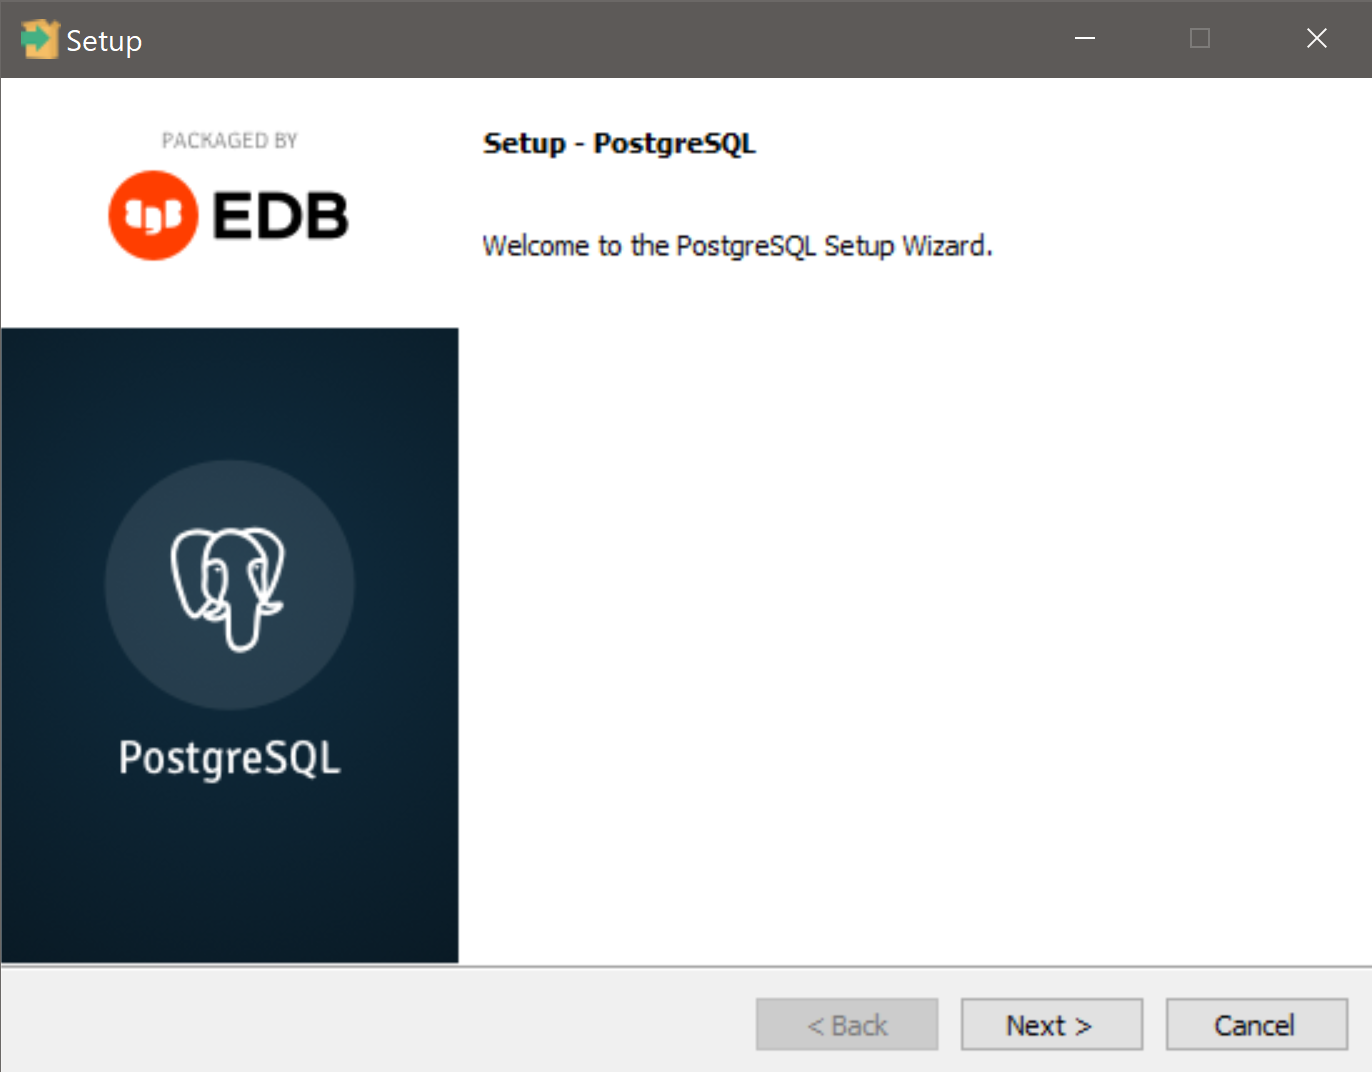 Setup
PACKAGED BY
EDB
Setup - PostgreSQL
Welcome to the PostgreSQL Setup Wizard.
PostgreSQL
< Back
Next >
Cancel